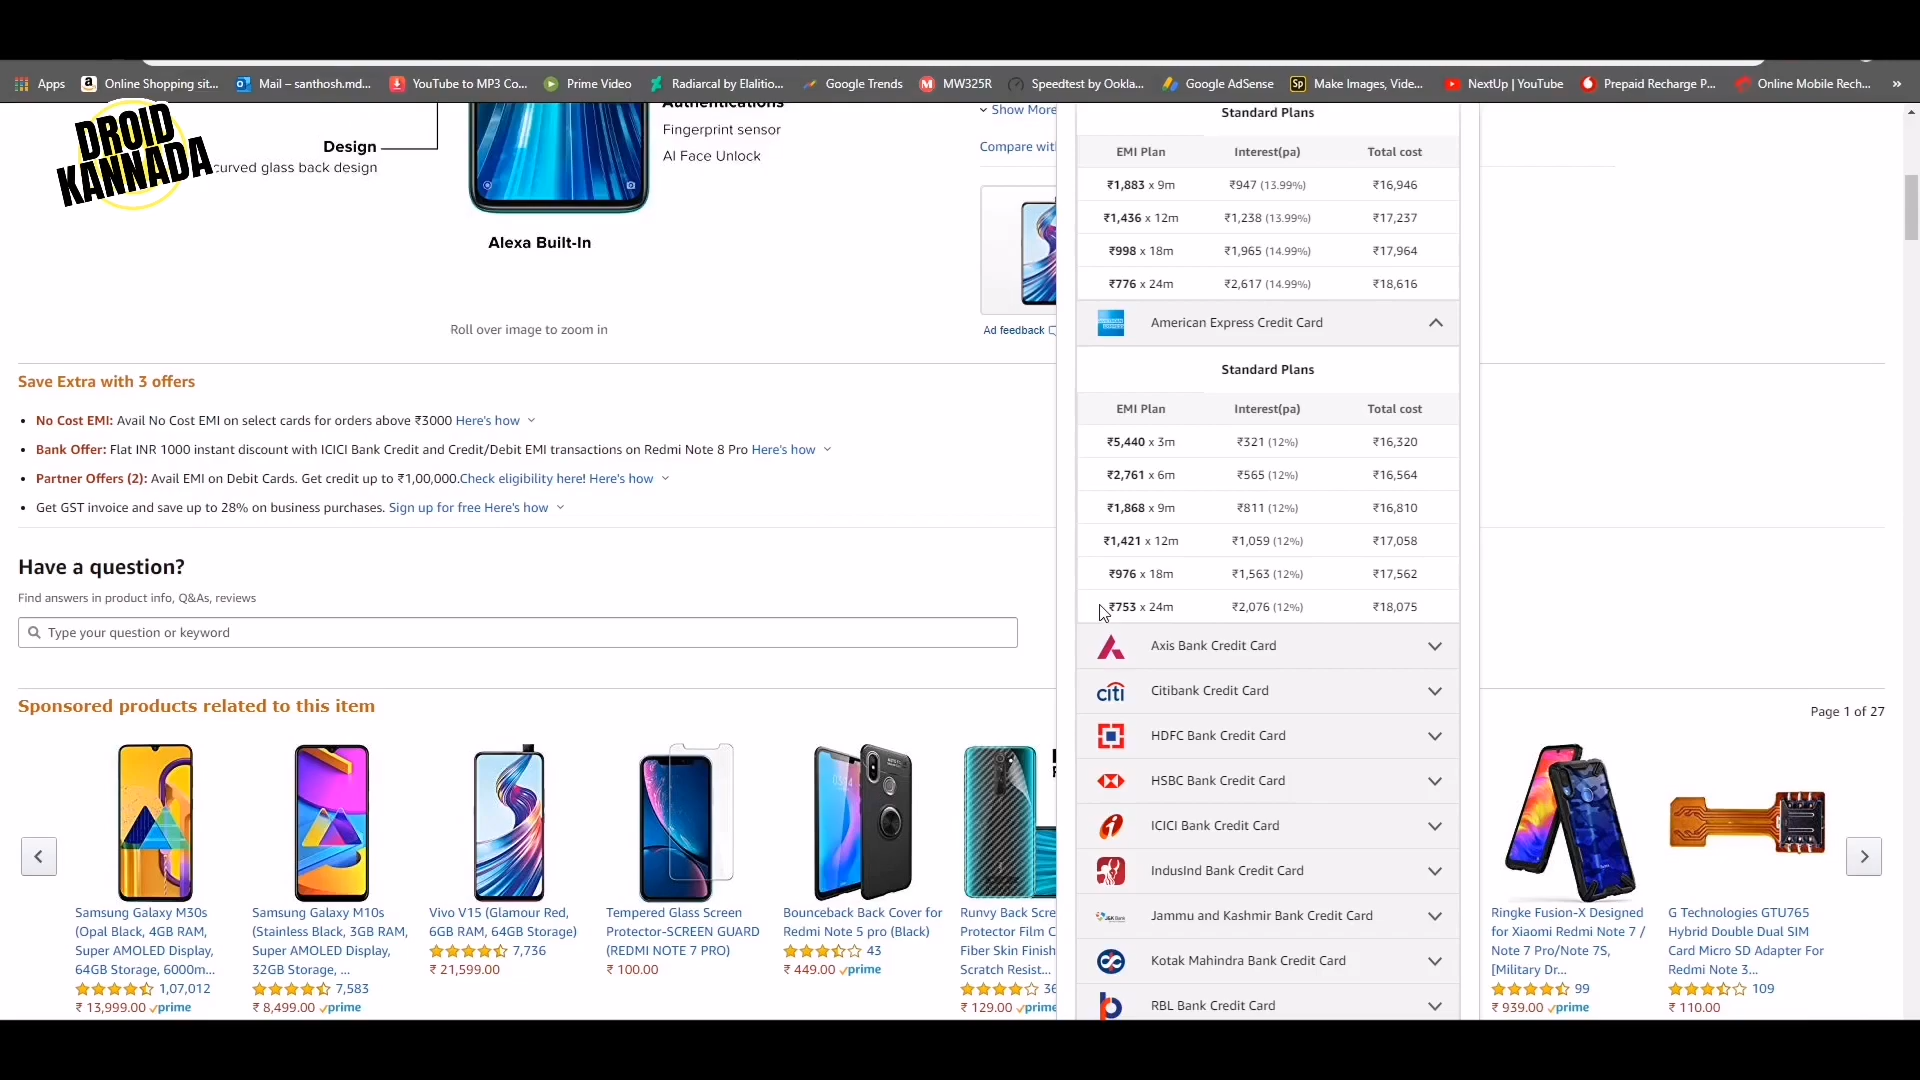 Apps
Online Shopping sit...
Mail – santhosh.md...
YouTube to MP3 Co...
Prime Video
Radiarcal by Elalitio...
Google Trends
MW325R
Speedtest by Ookla...
Google AdSense
Make Images, Vide...
NextUp | YouTube
Prepaid Recharge P...
Online Mobile Rech...
»
DROID
KANNADA
Design
curved glass back design
Authentications
Fingerprint sensor
AI Face Unlock
Alexa Built-In
Roll over image to zoom in
Show More
Compare wit
Ad feedback
Save Extra with 3 offers
• No Cost EMI: Avail No Cost EMI on select cards for orders above ₹3000 Here's how
• Bank Offer: Flat INR 1000 instant discount with ICICI Bank Credit and Credit/Debit EMI transactions on Redmi Note 8 Pro Here's how
• Partner Offers (2): Avail EMI on Debit Cards. Get credit up to ₹1,00,000.Check eligibility here! Here's how
• Get GST invoice and save up to 28% on business purchases. Sign up for free Here's how
Have a question?
Find answers in product info, Q&As, reviews
Type your question or keyword
Standard Plans
EMI Plan Interest(pa) Total cost
₹1,883 x 9m ₹947 (13.99%) ₹16,946
₹1,436 x 12m ₹1,238 (13.99%) ₹17,237
₹998 x 18m ₹1,965 (14.99%) ₹17,964
₹776 x 24m ₹2,617 (14.99%) ₹18,616
American Express Credit Card
Standard Plans
EMI Plan Interest(pa) Total cost
₹5,440 x 3m ₹321 (12%) ₹16,320
₹2,761 x 6m ₹565 (12%) ₹16,564
₹1,868 x 9m ₹811 (12%) ₹16,810
₹1,421 x 12m ₹1,059 (12%) ₹17,058
₹976 x 18m ₹1,563 (12%) ₹17,562
₹753 x 24m ₹2,076 (12%) ₹18,075
Axis Bank Credit Card
citi Citibank Credit Card
HDFC Bank Credit Card
HSBC Bank Credit Card
ICICI Bank Credit Card
IndusInd Bank Credit Card
Jammu and Kashmir Bank Credit Card
Kotak Mahindra Bank Credit Card
RBL Bank Credit Card
Sponsored products related to this item
Page 1 of 27
Samsung Galaxy M30s
(Opal Black, 4GB RAM,
Super AMOLED Display,
64GB Storage, 6000m...
1,07,012
₹ 13,999.00 prime
Samsung Galaxy M10s
(Stainless Black, 3GB RAM,
Super AMOLED Display,
32GB Storage, ...
7,583
₹ 8,499.00 prime
Vivo V15 (Glamour Red,
6GB RAM, 64GB Storage)
7,736
₹ 21,599.00
Tempered Glass Screen
Protector-SCREEN GUARD
(REDMI NOTE 7 PRO)
₹ 100.00
Bounceback Back Cover for
Redmi Note 5 pro (Black)
43
₹ 449.00 prime
Runvy Back Scre
Protector Film C
Fiber Skin Finish
Scratch Resist...
36
₹ 129.00 prime
Ringke Fusion-X Designed
for Xiaomi Redmi Note 7 /
Note 7 Pro/Note 7S,
[Military Dr...
99
₹ 939.00 prime
G Technologies GTU765
Hybrid Double Dual SIM
Card Micro SD Adapter For
Redmi Note 3...
109
₹ 110.00